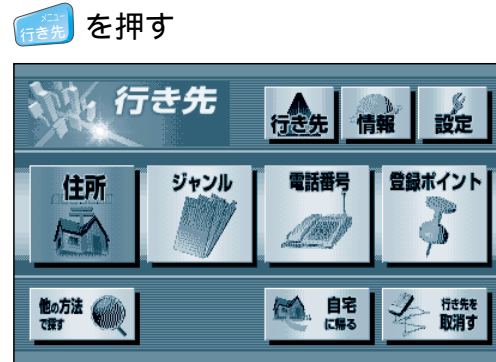 メニュー
行き先 を押す
行き先
行き先 情報 設定
住所 ジャンル 電話番号 登録ポイント
他の方法
で探す
自宅
に帰る
行き先を
取消す